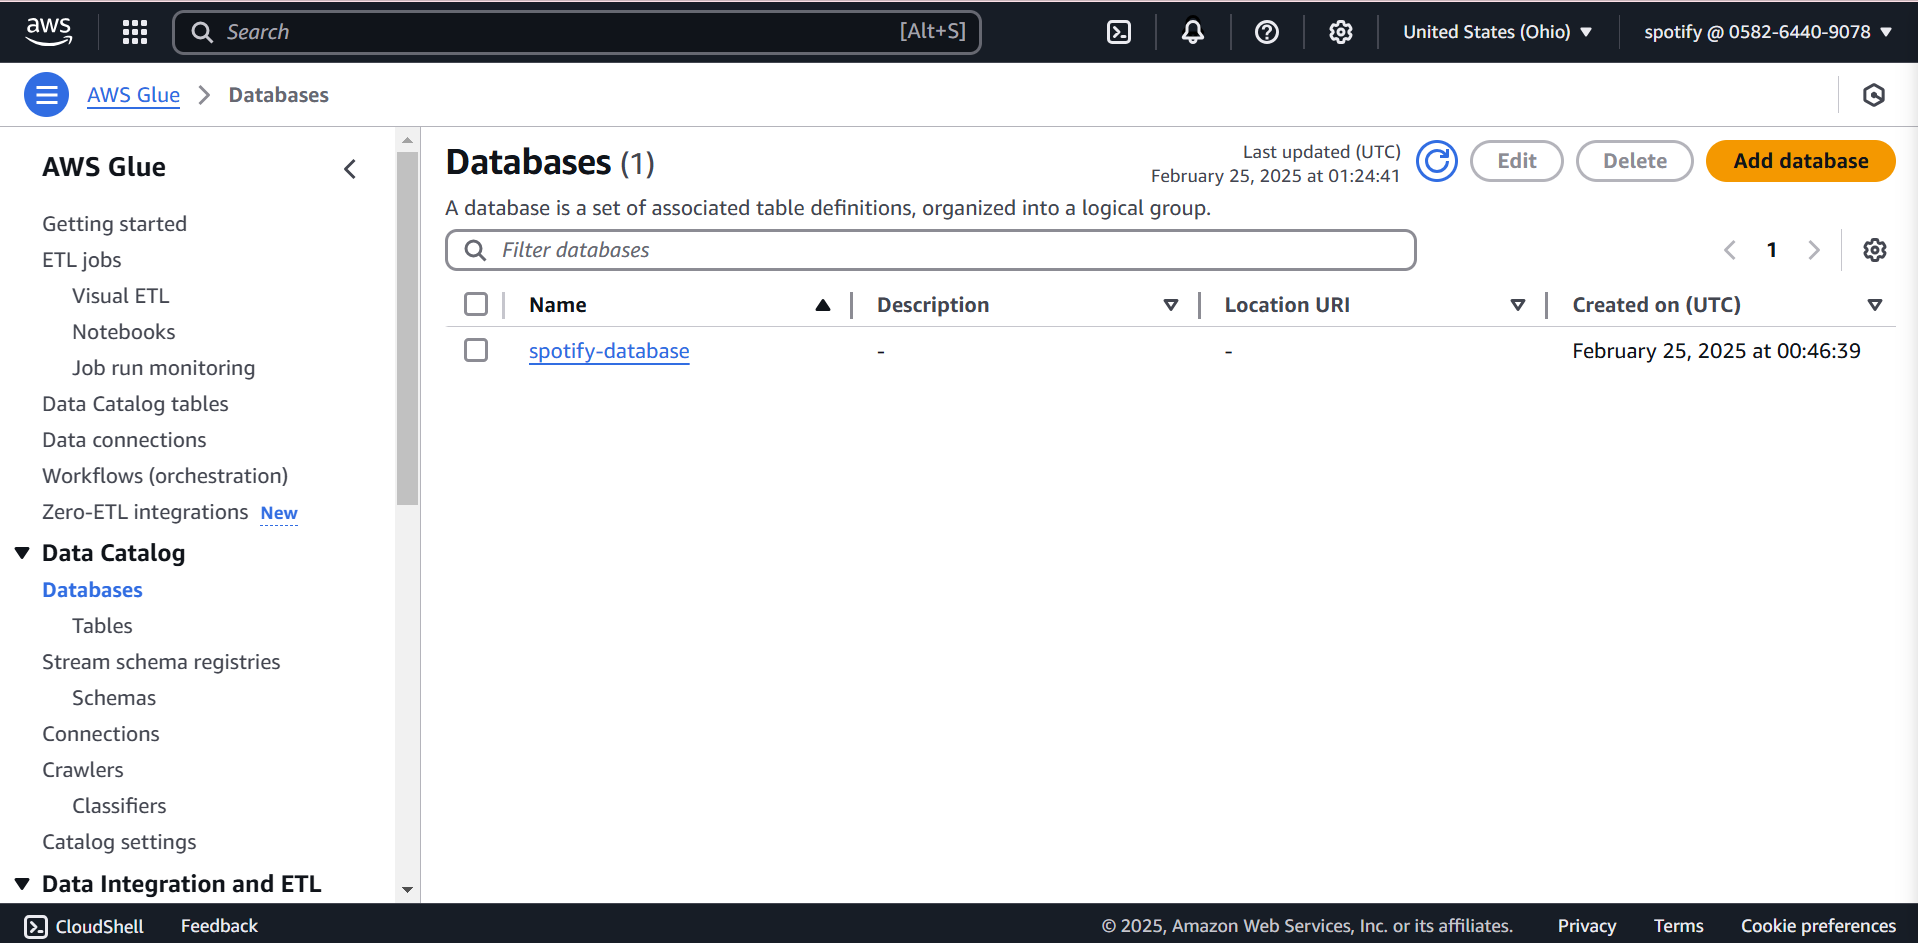 aws
Search [Alt+S]
United States (Ohio)
spotify @ 0582-6440-9078
AWS Glue
Databases
AWS Glue
Getting started
ETL jobs
Visual ETL
Notebooks
Job run monitoring
Data Catalog tables
Data connections
Workflows (orchestration)
Zero-ETL integrations New
Data Catalog
Databases
Tables
Stream schema registries
Schemas
Connections
Crawlers
Classifiers
Catalog settings
Data Integration and ETL
Databases (1)
Last updated (UTC)
February 25, 2025 at 01:24:41
Edit
Delete
Add database
A database is a set of associated table definitions, organized into a logical group.
Filter databases
1
Name Description Location URI Created on (UTC)
spotify-database - - February 25, 2025 at 00:46:39
CloudShell Feedback © 2025, Amazon Web Services, Inc. or its affiliates. Privacy Terms Cookie preferences